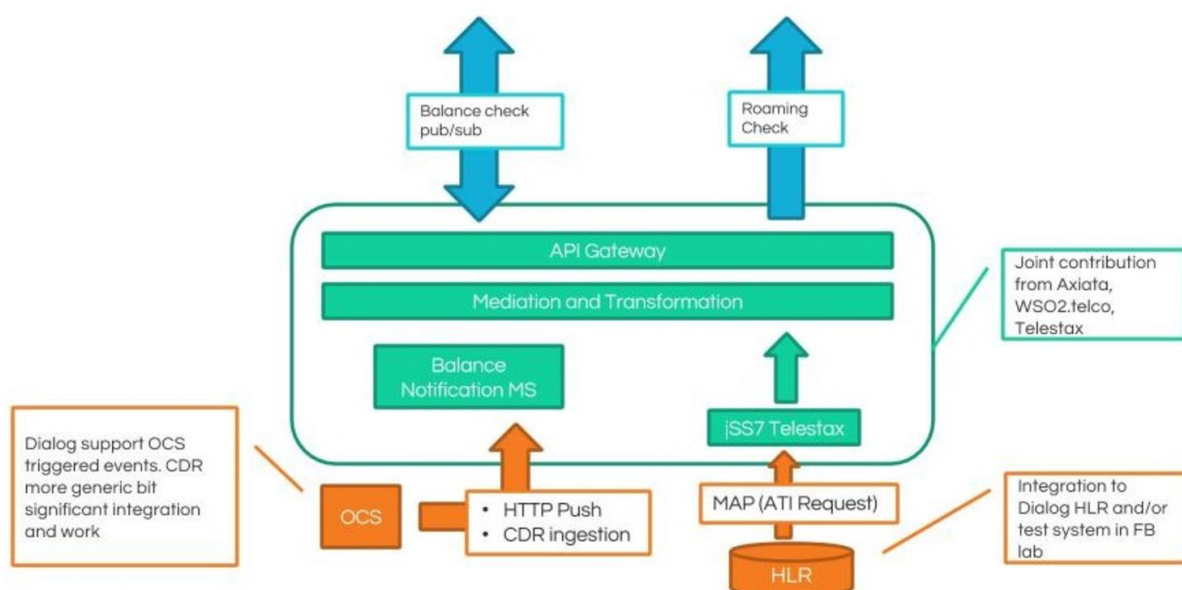 Balance check
pub/sub
Roaming
Check
API Gateway
Mediation and Transformation
Joint contribution
from Axiata,
WSO2.telco,
Telestax
Balance
Notification MS
jSS7 Telestax
Dialog support OCS
triggered events. CDR
more generic bit
significant integration
and work
OCS
• HTTP Push
• CDR ingestion
MAP (ATI Request)
HLR
Integration to
Dialog HLR and/or
test system in FB
lab